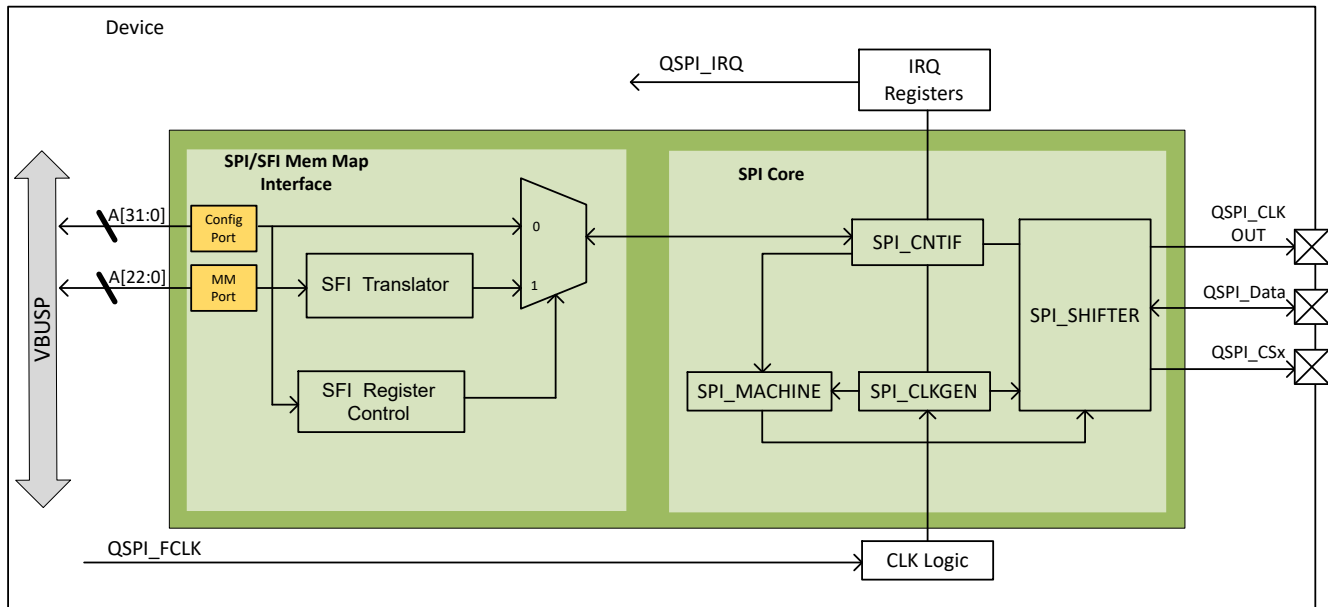 Device
QSPI_IRQ
IRQ
Registers
SPI/SFI Mem Map
Interface
SPI Core
A[31:0]
Config
Port
0
A[22:0]
MM
Port
SFI Translator
1
SFI Register
Control
VBUSP
SPI_CNTIF
SPI_SHIFTER
SPI_MACHINE
SPI_CLKGEN
QSPI_CLK
OUT
QSPI_Data
QSPI_CSx
QSPI_FCLK
CLK Logic